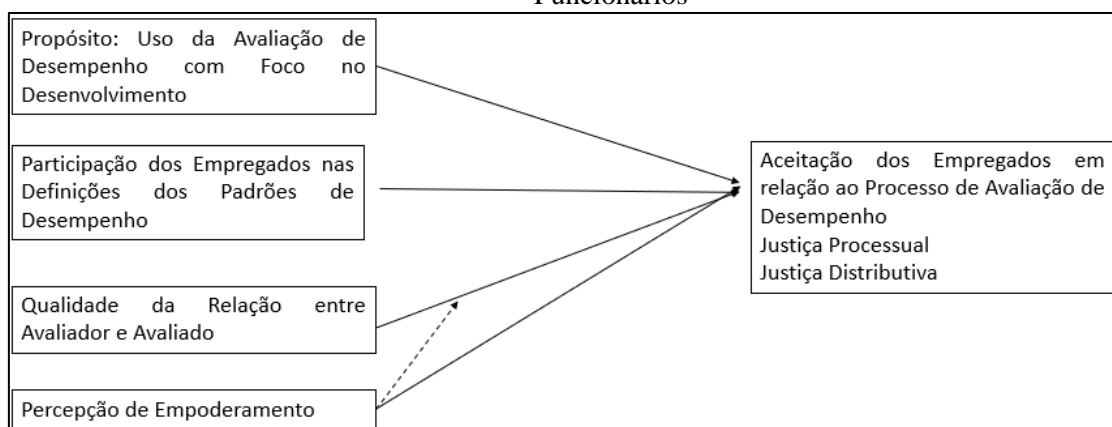 Funcionários
Propósito: Uso da Avaliação de
Desempenho com Foco no
Desenvolvimento
Participação dos Empregados nas
Definições dos Padrões de
Desempenho
Qualidade da Relação entre
Avaliador e Avaliado
Percepção de Empoderamento
Aceitação dos Empregados em
relação ao Processo de Avaliação de
Desempenho
Justiça Processual
Justiça Distributiva